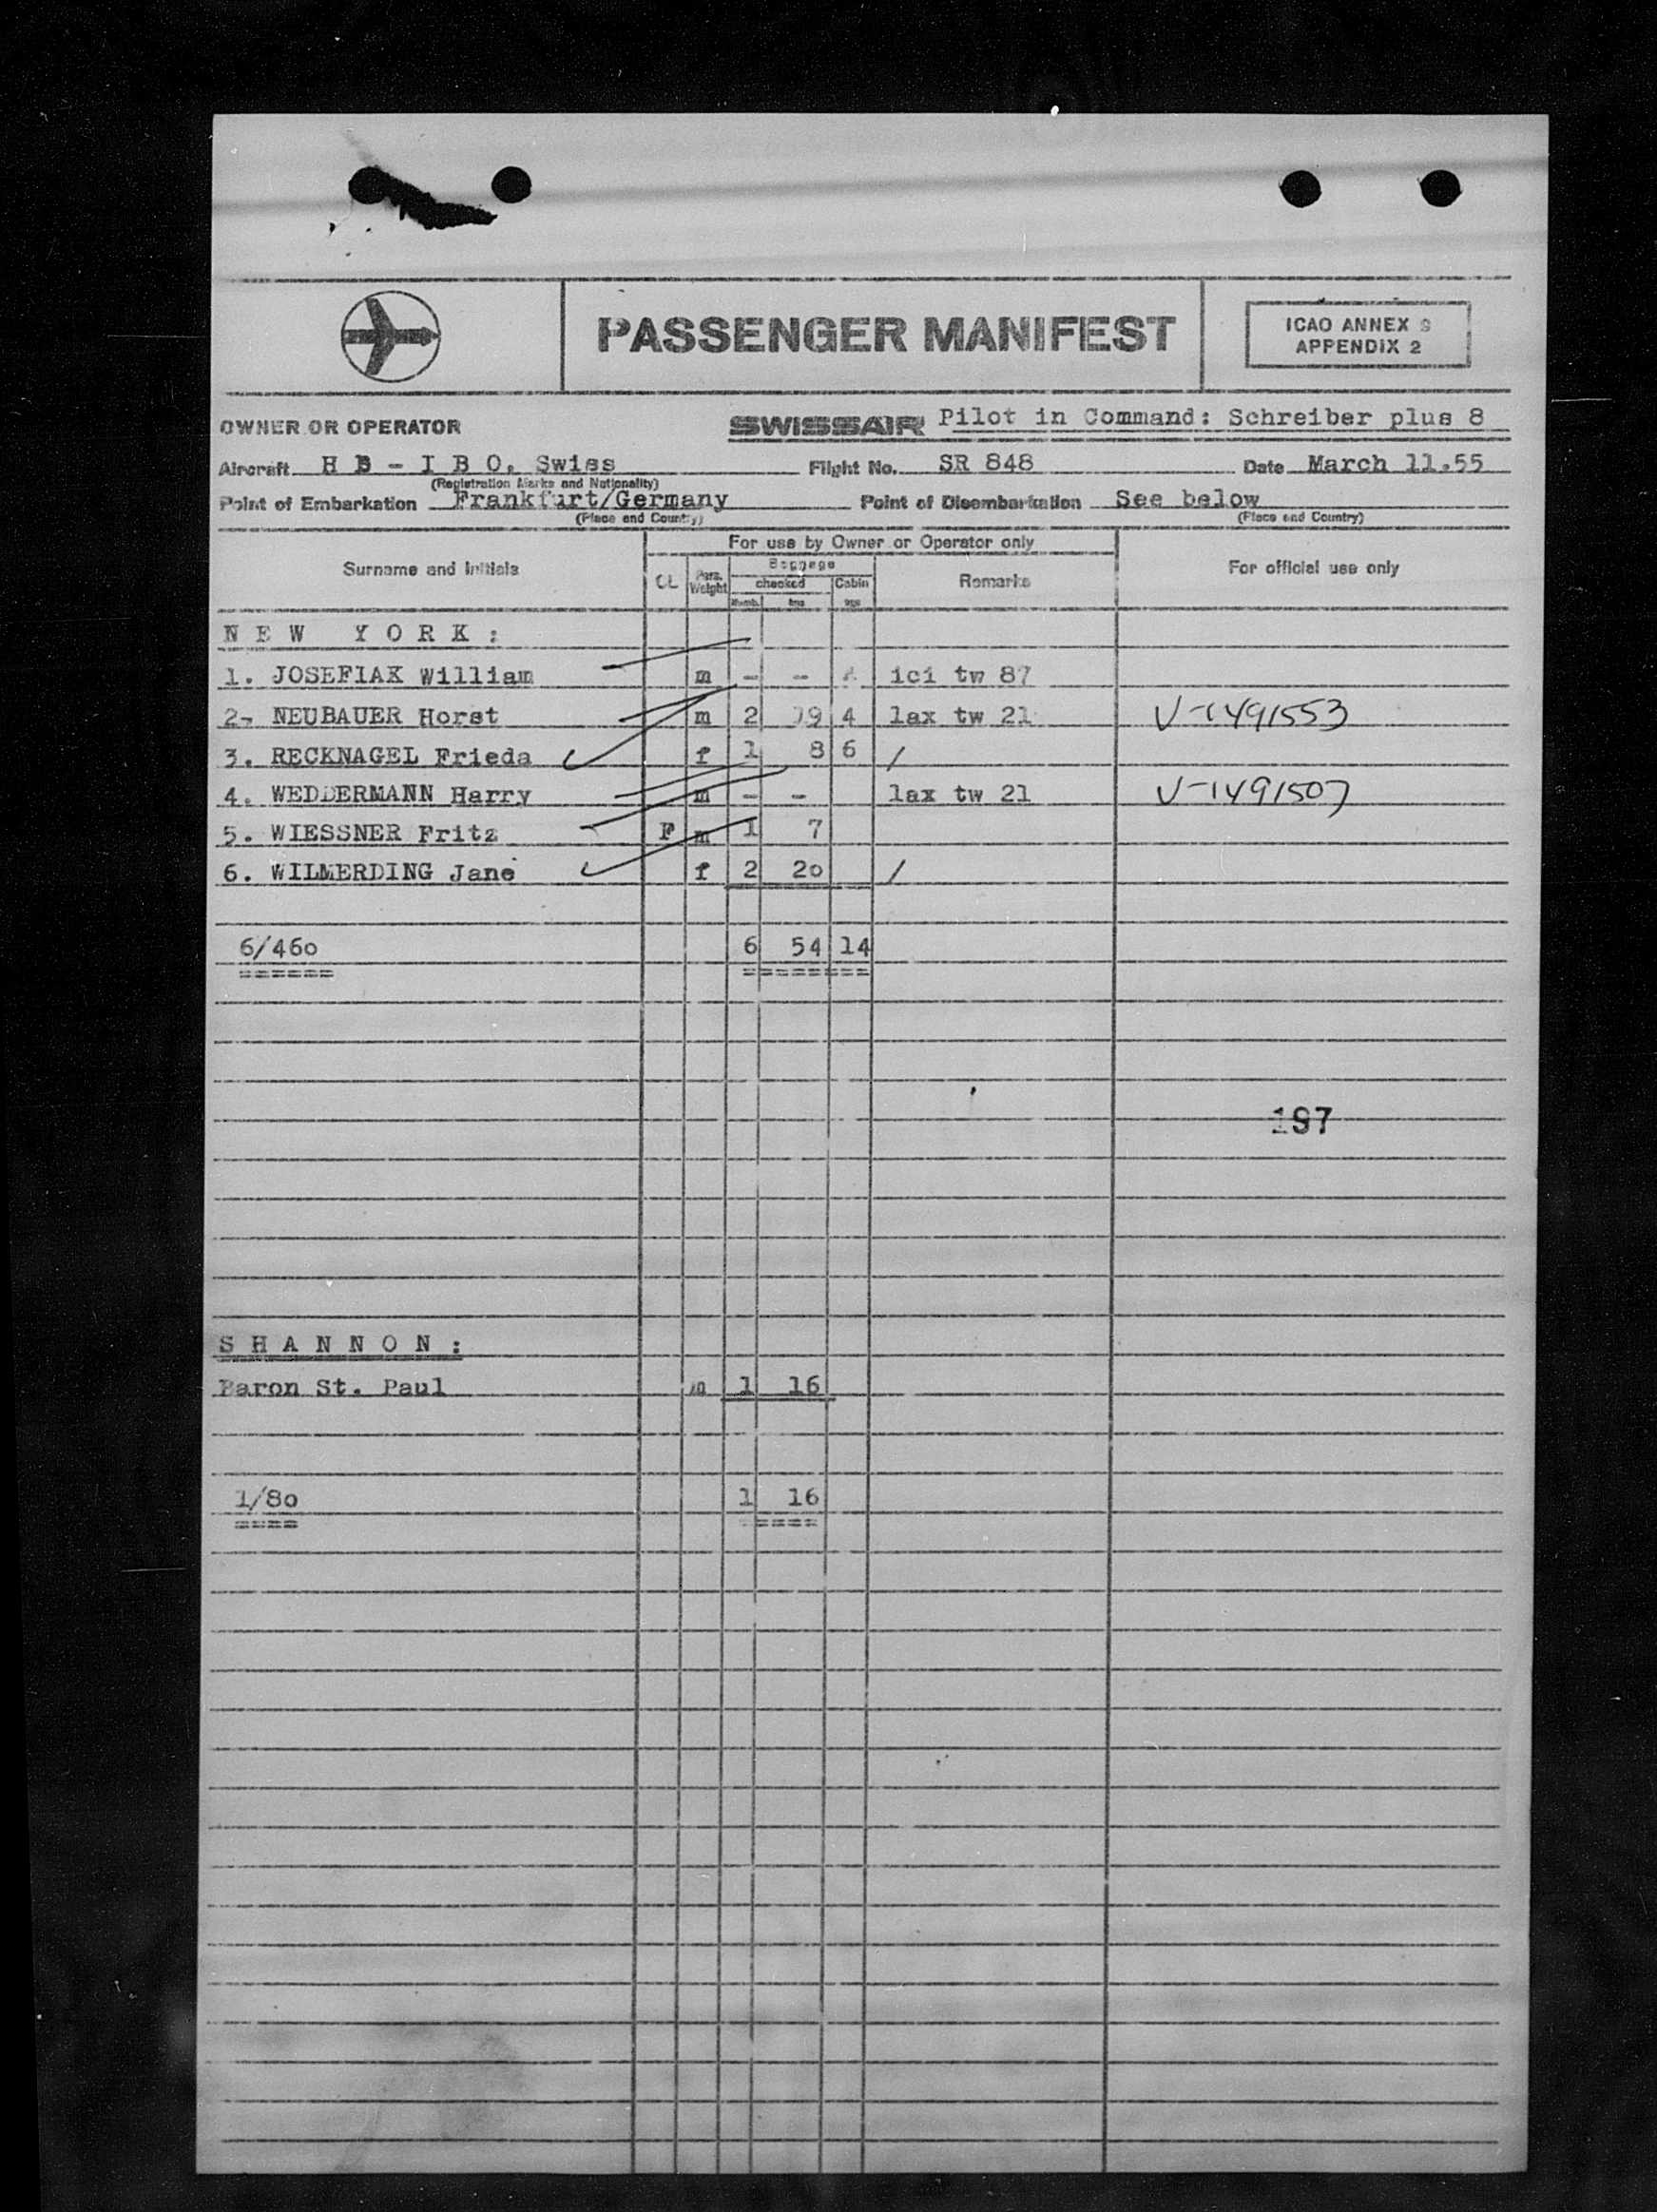 PASSENGER MANIFEST
ICAO ANNEX 9
APPENDIX 2
OWNER OR OPERATOR SWISSAIR Pilot in Command: Schreiber plus 8
Aircraft H B - I B O. Swiss Flight No. SR 848 Date March 11.55
(Registration Marks and Nationality)
Point of Embarkation Frankfurt/Germany Point of Disembarkation See below
(Place and Country) (Place and Country)
For use by Owner or Operator only
Surname and Initials CL Pers. Weight Baggage checked Numb. kgs Cabin kgs Remarks For official use only
N E W Y O R K :
1. JOSEFIAK William m - - 4 ici tw 87
2- NEUBAUER Horst m 2 19 4 lax tw 21 V-1491553
3. RECKNAGEL Frieda f 1 8 6 /
4. WEDDERMANN Harry m - - lax tw 21 V-1491507
5. WIESSNER Fritz F m 1 7
6. WILMERDING Jane f 2 20 /
6/460 6 54 14
====== =========
197
S H A N N O N :
Baron St. Paul m 1 16
1/80 1 16
==== =====